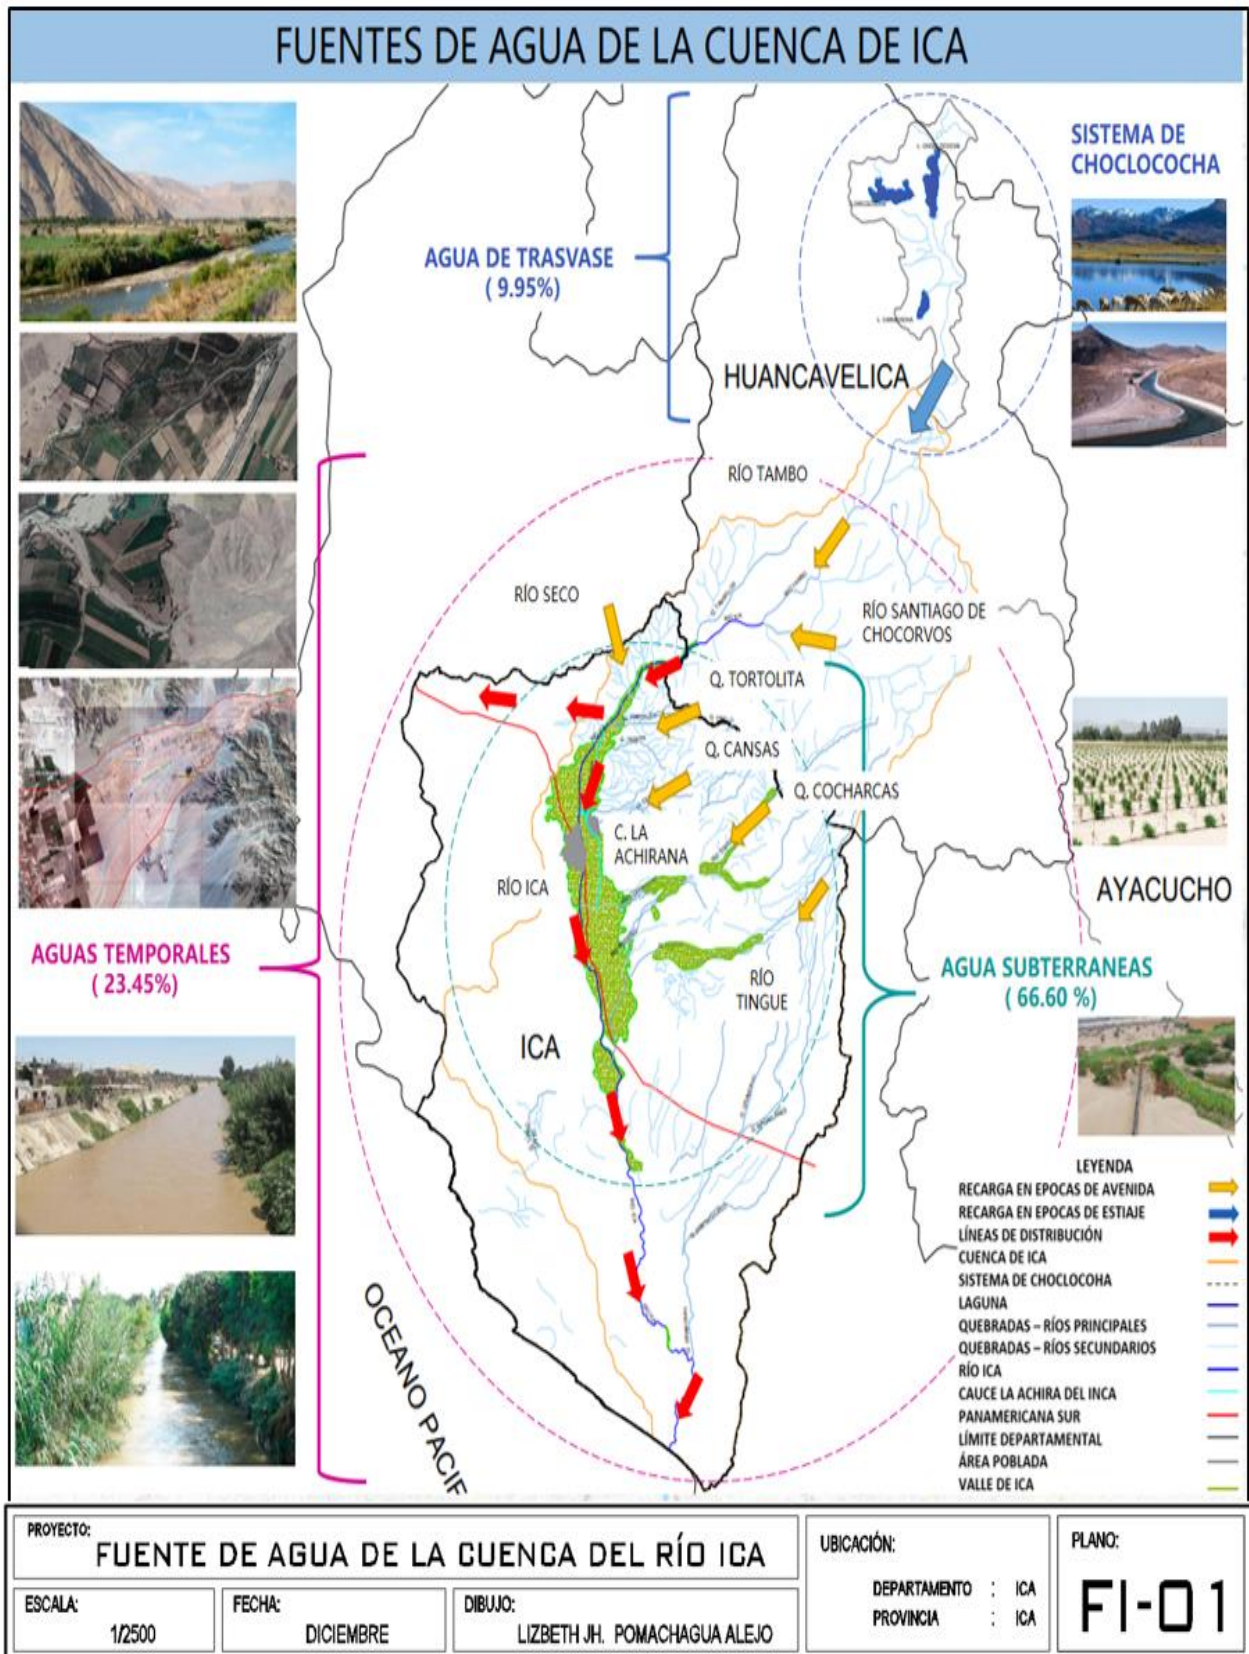 FUENTES DE AGUA DE LA CUENCA DE ICA
SISTEMA DE
CHOCLOCOCHA
AGUA DE TRASVASE
( 9.95%)
HUANCAVELICA
RÍO TAMBO
RÍO SECO
RÍO SANTIAGO DE
CHOCORVOS
Q. TORTOLITA
Q. CANSAS
Q. COCHARCAS
C. LA
ACHIRANA
RÍO ICA
AYACUCHO
AGUAS TEMPORALES
( 23.45%)
AGUA SUBTERRANEAS
( 66.60 %)
RÍO
TINGUE
ICA
OCEANO PACIF
LEYENDA
RECARGA EN EPOCAS DE AVENIDA
RECARGA EN EPOCAS DE ESTIAJE
LÍNEAS DE DISTRIBUCIÓN
CUENCA DE ICA
SISTEMA DE CHOCLOCOHA
LAGUNA
QUEBRADAS – RÍOS PRINCIPALES
QUEBRADAS – RÍOS SECUNDARIOS
RÍO ICA
CAUCE LA ACHIRA DEL INCA
PANAMERICANA SUR
LÍMITE DEPARTAMENTAL
ÁREA POBLADA
VALLE DE ICA
PROYECTO:
FUENTE DE AGUA DE LA CUENCA DEL RÍO ICA
ESCALA:
1/2500
FECHA:
DICIEMBRE
DIBUJO:
LIZBETH JH. POMACHAGUA ALEJO
UBICACIÓN:
DEPARTAMENTO : ICA
PROVINCIA : ICA
PLANO:
FI-01